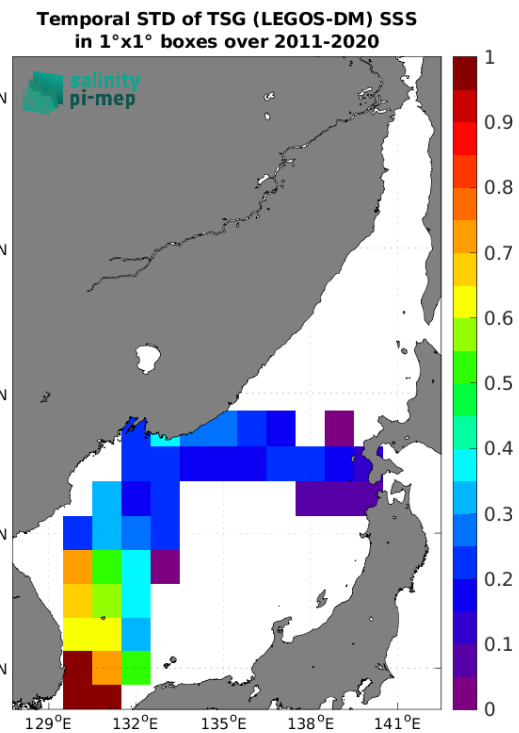 Temporal STD of TSG (LEGOS-DM) SSS
in 1°x1° boxes over 2011-2020
salinity
pi-mep
N
N
N
N
N
1
0.9
0.8
0.7
0.6
0.5
0.4
0.3
0.2
0.1
0
129°E
132°E
135°E
138°E
141°E